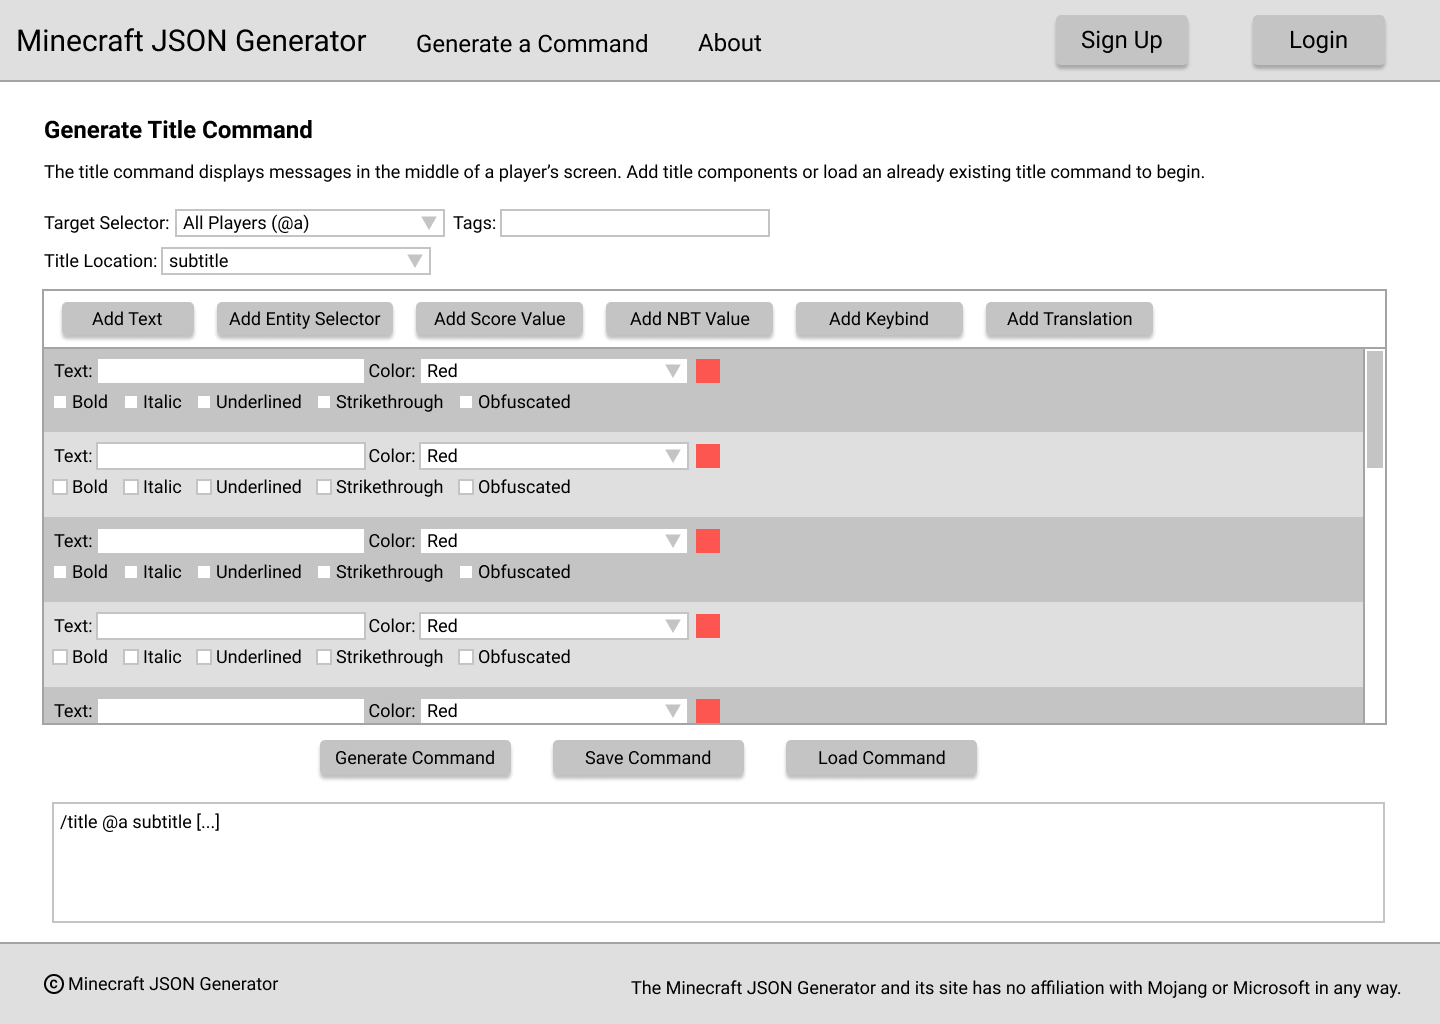 Minecraft JSON Generator Generate a Command About Sign Up Login
Generate Title Command
The title command displays messages in the middle of a player’s screen. Add title components or load an already existing title command to begin.
Target Selector: All Players (@a) Tags:
Title Location: subtitle
Add Text Add Entity Selector Add Score Value Add NBT Value Add Keybind Add Translation
Text: Color: Red
Bold Italic Underlined Strikethrough Obfuscated
Text: Color: Red
Bold Italic Underlined Strikethrough Obfuscated
Text: Color: Red
Bold Italic Underlined Strikethrough Obfuscated
Text: Color: Red
Bold Italic Underlined Strikethrough Obfuscated
Text: Color: Red
Generate Command Save Command Load Command
/title @a subtitle [...]
© Minecraft JSON Generator
The Minecraft JSON Generator and its site has no affiliation with Mojang or Microsoft in any way.